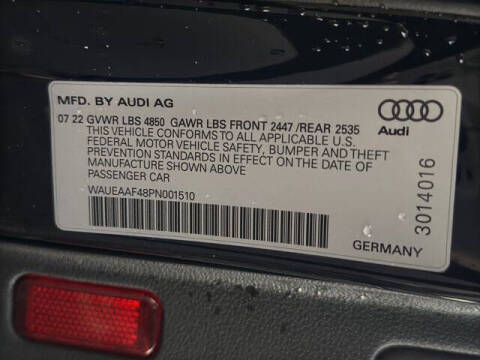 MFD. BY AUDI AG
07 22 GVWR LBS 4850 GAWR LBS FRONT 2447 /REAR 2535
THIS VEHICLE CONFORMS TO ALL APPLICABLE U.S.
FEDERAL MOTOR VEHICLE SAFETY, BUMPER AND THEFT
PREVENTION STANDARDS IN EFFECT ON THE DATE OF
MANUFACTURE SHOWN ABOVE
PASSENGER CAR
WAUEAAF48PN001510
Audi
3014016
GERMANY